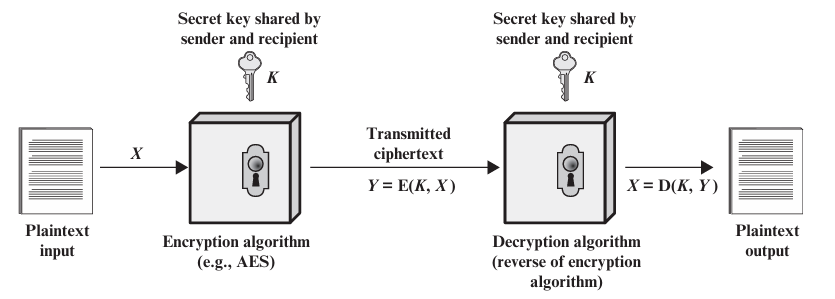 Secret key shared by
sender and recipient
K
Secret key shared by
sender and recipient
K
X
Transmitted
ciphertext
Y = E(K, X)
X = D(K, Y)
Plaintext
input
Encryption algorithm
(e.g., AES)
Decryption algorithm
(reverse of encryption
algorithm)
Plaintext
output